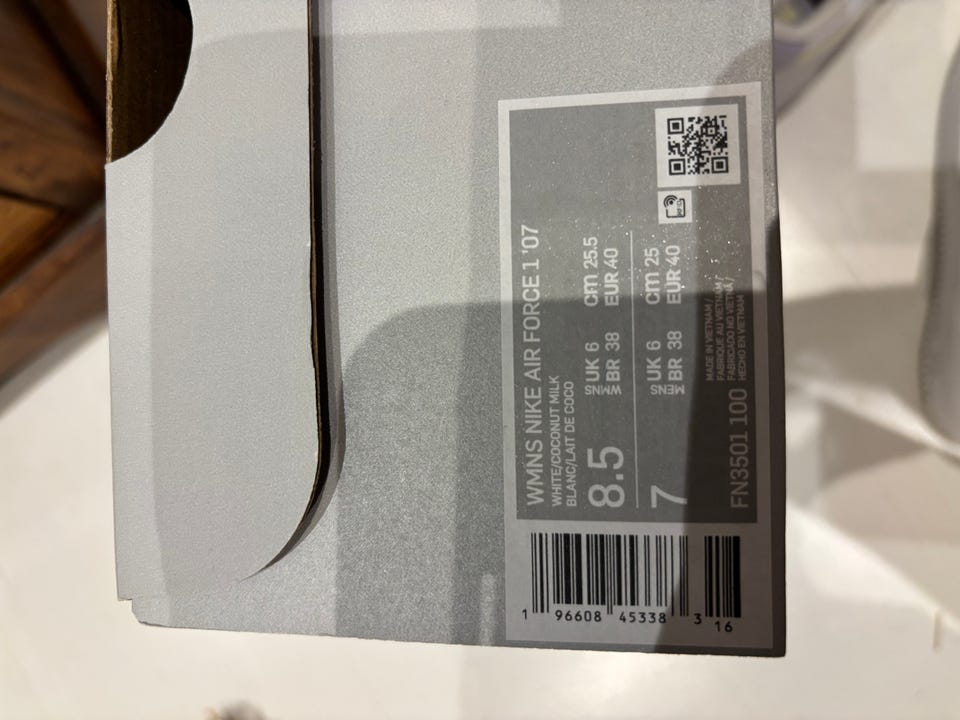 WMNS NIKE AIR FORCE 1 '07
WHITE/COCONUT MILK
BLANC/LAIT DE COCO
8.5 WMNS UK 6 cm 25.5
BR 38 EUR 40
7 MENS UK 6 cm 25
BR 38 EUR 40
MADE IN VIETNAM /
FABRIQUE AU VIETNAM /
FABRICADO NO VIETNÃ /
HECHO EN VIETNAM
FN3501 100
RFID
1 96608 45338 3 16